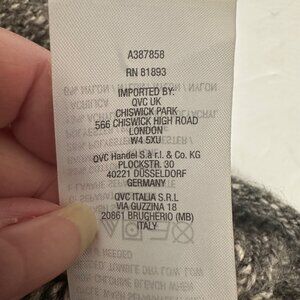 A387858
RN 81893
IMPORTED BY:
QVC UK
CHISWICK PARK
566 CHISWICK HIGH ROAD
LONDON
W4 5XU
QVC Handel S.à r.l. & Co. KG
PLOCKSTR. 30
40221 DÜSSELDORF
GERMANY
QVC ITALIA S.R.L
VIA GUZZINA 18
20861 BRUGHERIO (MB)
ITALY